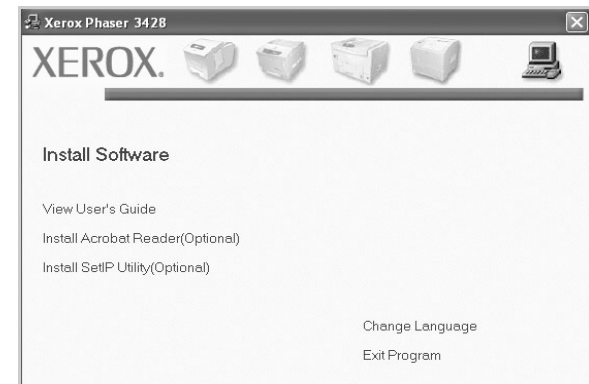 Xerox Phaser 3428
XEROX.
Install Software
View User's Guide
Install Acrobat Reader(Optional)
Install SetIP Utility(Optional)
Change Language
Exit Program